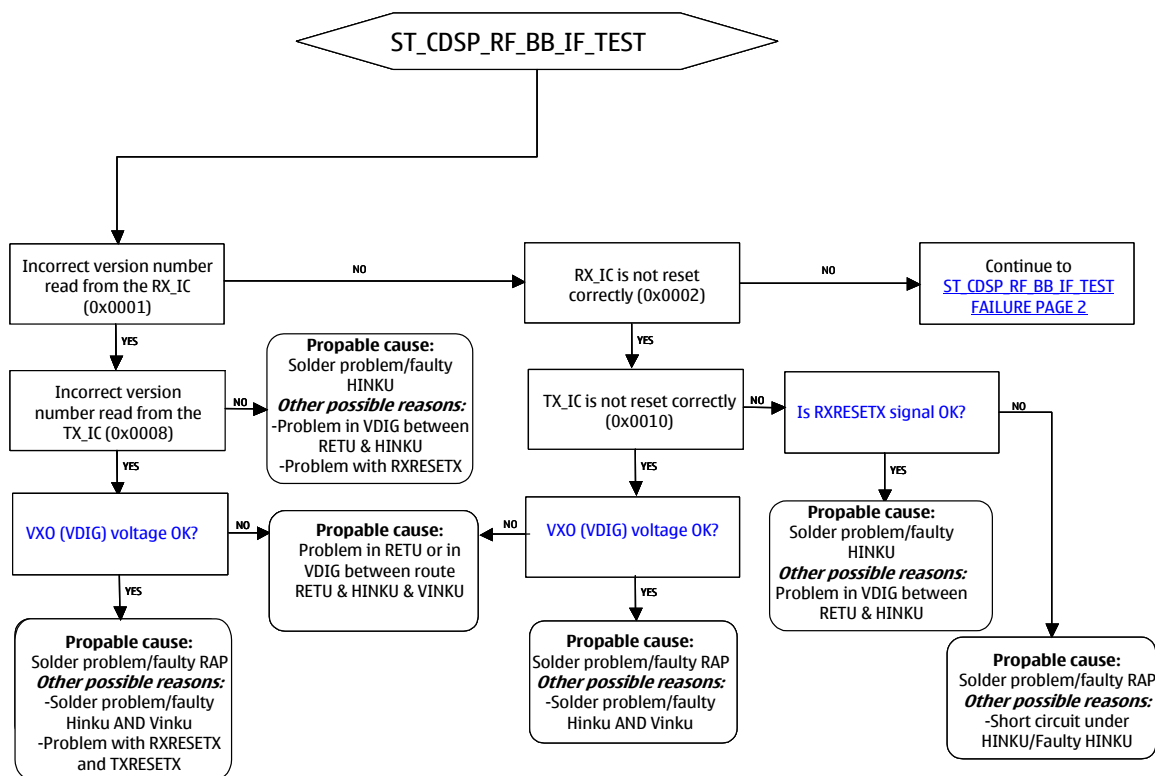 ST_CDSP_RF_BB_IF_TEST
Incorrect version number
read from the RX_IC
(0x0001)
NO
RX_IC is not reset
correctly (0x0002)
NO
Continue to
ST_CDSP_RF_BB_IF_TEST
FAILURE PAGE 2
YES
YES
Incorrect version
number read from the
TX_IC (0x0008)
NO
Propable cause:
Solder problem/faulty
HINKU
Other possible reasons:
-Problem in VDIG between
RETU & HINKU
-Problem with RXRESETX
TX_IC is not reset correctly
(0x0010)
NO
Is RXRESETX signal OK?
NO
YES
YES
YES
VXO (VDIG) voltage OK?
NO
Propable cause:
Problem in RETU or in
VDIG between route
RETU & HINKU & VINKU
NO
VXO (VDIG) voltage OK?
Propable cause:
Solder problem/faulty
HINKU
Other possible reasons:
Problem in VDIG between
RETU & HINKU
YES
YES
Propable cause:
Solder problem/faulty RAP
Other possible reasons:
-Solder problem/faulty
Hinku AND Vinku
-Problem with RXRESETX
and TXRESETX
Propable cause:
Solder problem/faulty RAP
Other possible reasons:
-Solder problem/faulty
Hinku AND Vinku
Propable cause:
Solder problem/faulty RAP
Other possible reasons:
-Short circuit under
HINKU/Faulty HINKU